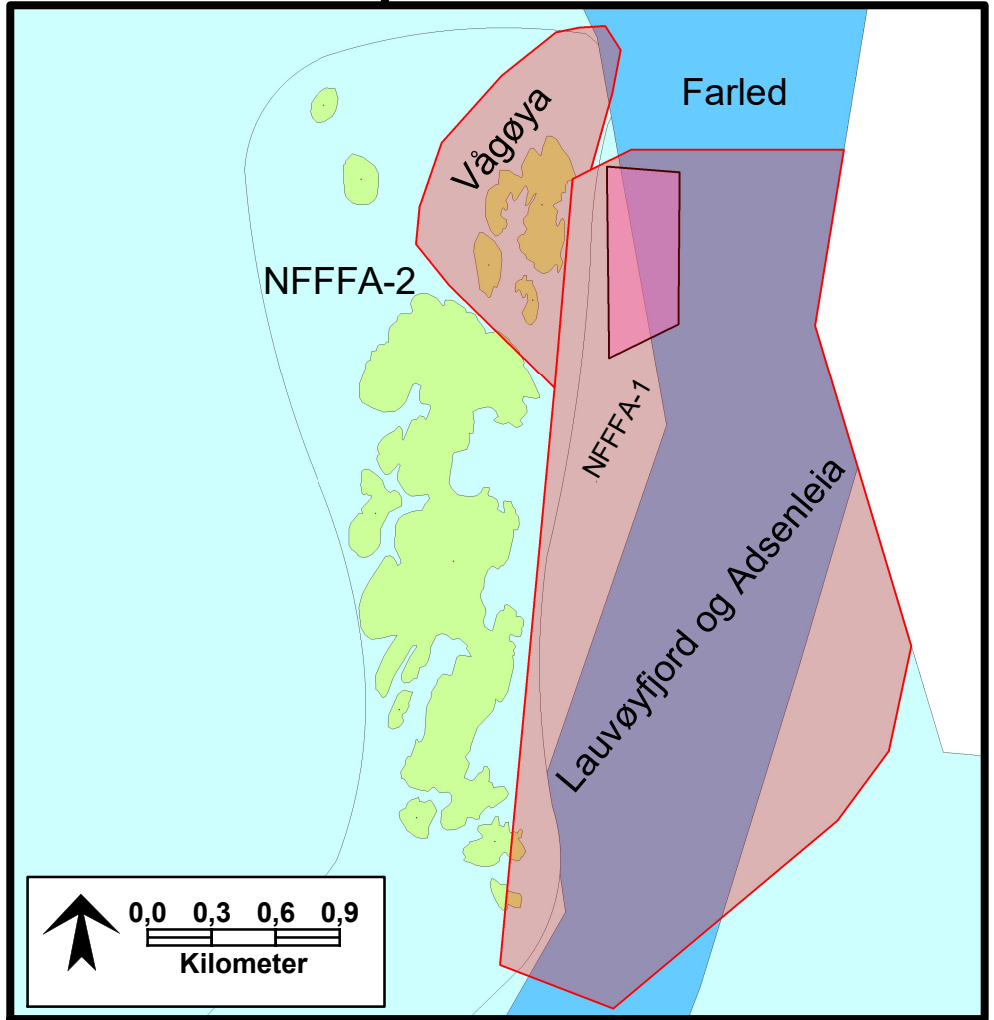 Farled
Vågøya
NFFFA-2
NFFFA-1
Lauvøyfjord og Adsenleia
0,0 0,3 0,6 0,9
Kilometer